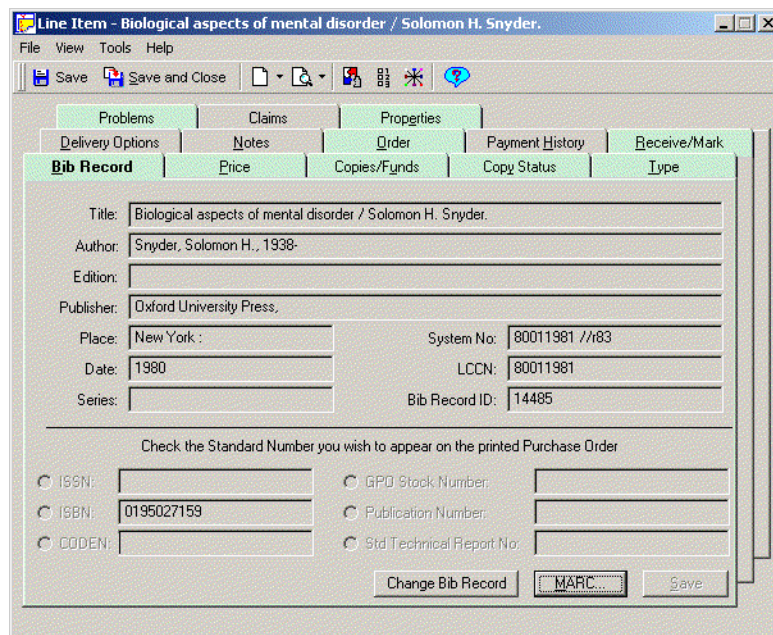 Line Item - Biological aspects of mental disorder / Solomon H. Snyder.
File View Tools Help
Save Save and Close
Problems Claims Properties
Delivery Options Notes Order Payment History Receive/Mark
Bib Record Price Copies/Funds Copy Status Type
Title: Biological aspects of mental disorder / Solomon H. Snyder.
Author: Snyder, Solomon H., 1938-
Edition:
Publisher: Oxford University Press,
Place: New York : System No: 80011981 //r83
Date: 1980 LCCN: 80011981
Series: Bib Record ID: 14485
Check the Standard Number you wish to appear on the printed Purchase Order
ISSN: GPO Stock Number:
ISBN: 0195027159 Publication Number:
CODEN: Std Technical Report No:
Change Bib Record MARC... Save